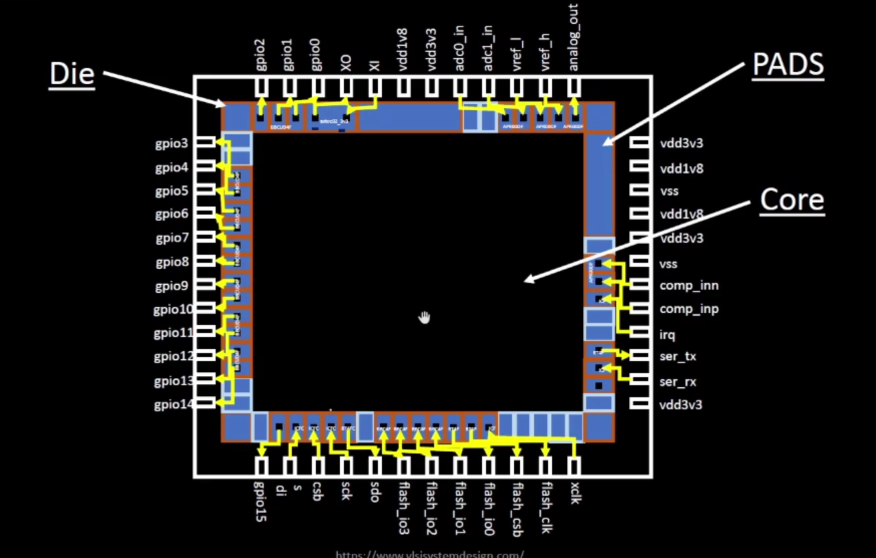 gpio2
gpio1
gpio0
XO
XI
vdd1v8
vdd3v3
adc0_in
adc1_in
vref_l
vref_h
analog_out
Die
PADS
Core
gpio3
gpio4
gpio5
gpio6
gpio7
gpio8
gpio9
gpio10
gpio11
gpio12
gpio13
gpio14
vdd3v3
vdd1v8
vss
vdd1v8
vdd3v3
vss
comp_inn
comp_inp
irq
ser_tx
ser_rx
vdd3v3
gpio15
di
s
csb
sck
sdo
flash_io3
flash_io2
flash_io1
flash_io0
flash_csb
flash_clk
xclk
https://www.vlsisystemdesign.com/